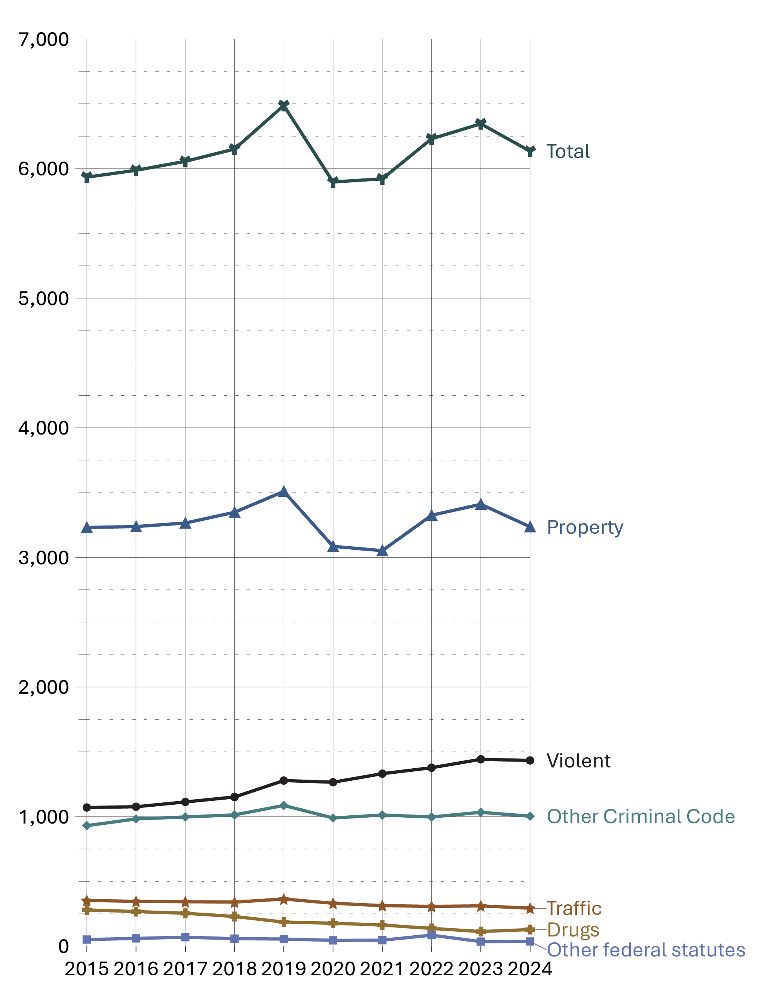 7,000
6,000
Total
5,000
4,000
Property
3,000
2,000
Violent
1,000
Other Criminal Code
Traffic
Drugs
0
Other federal statutes
2015 2016 2017 2018 2019 2020 2021 2022 2023 2024